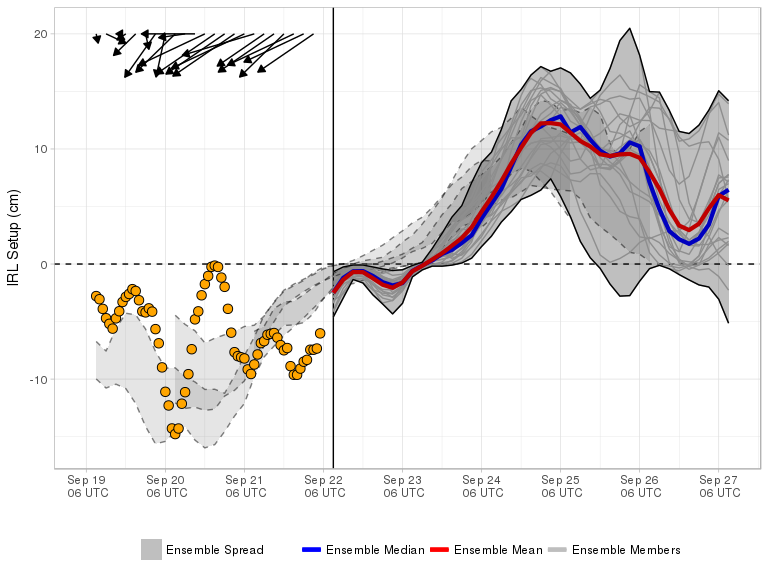 IRL Setup (cm)
20
10
0
-10
Sep 19 Sep 20 Sep 21 Sep 22 Sep 23 Sep 24 Sep 25 Sep 26 Sep 27
06 UTC 06 UTC 06 UTC 06 UTC 06 UTC 06 UTC 06 UTC 06 UTC 06 UTC
Ensemble Spread Ensemble Median Ensemble Mean Ensemble Members